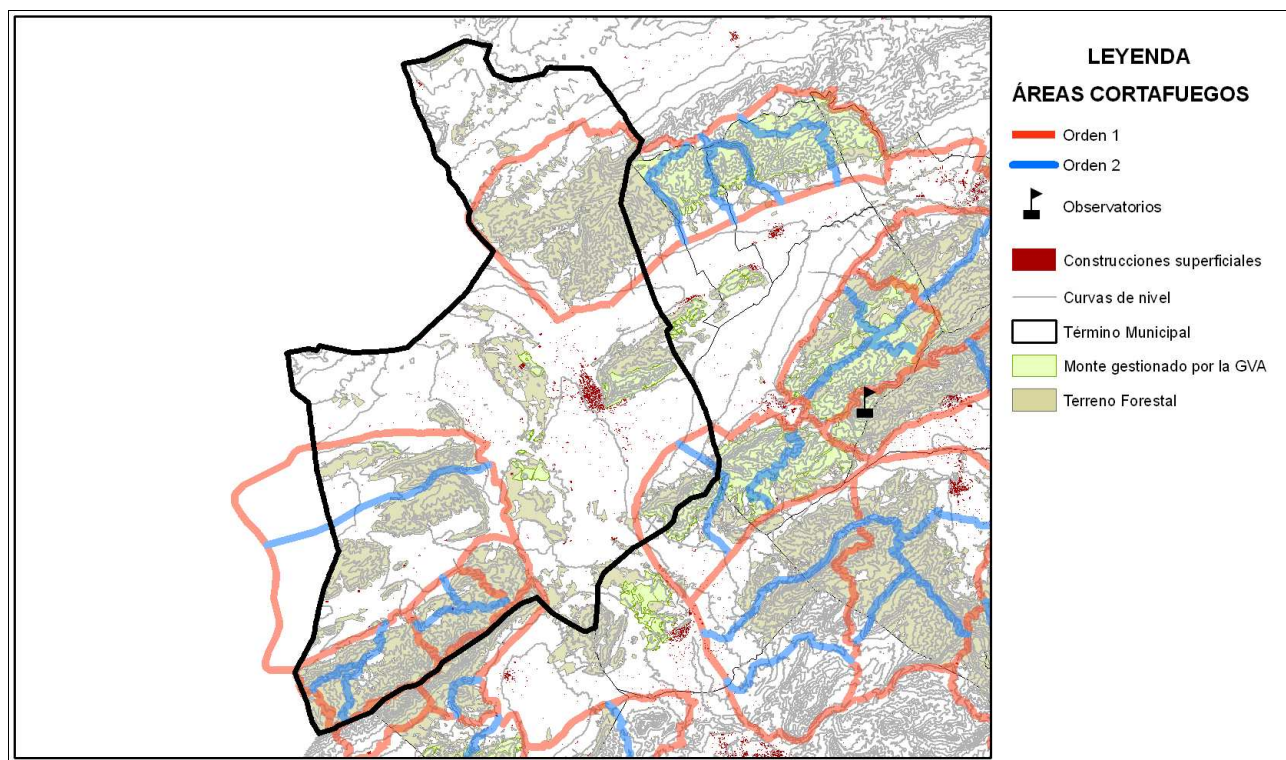 LEYENDA
ÁREAS CORTAFUEGOS
Orden 1
Orden 2
Observatorios
Construcciones superficiales
Curvas de nivel
Término Municipal
Monte gestionado por la GVA
Terreno Forestal